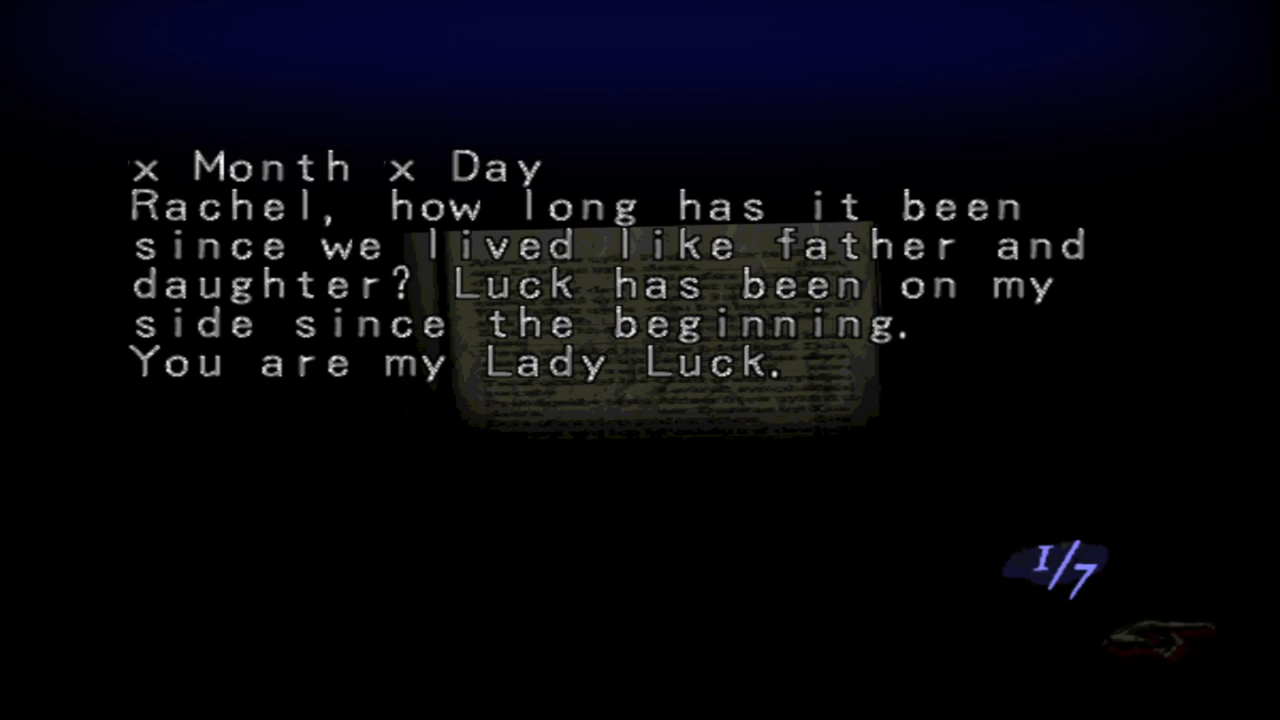 x Month x Day
Rachel, how long has it been
since we lived like father and
daughter? Luck has been on my
side since the beginning.
You are my Lady Luck.
1/7